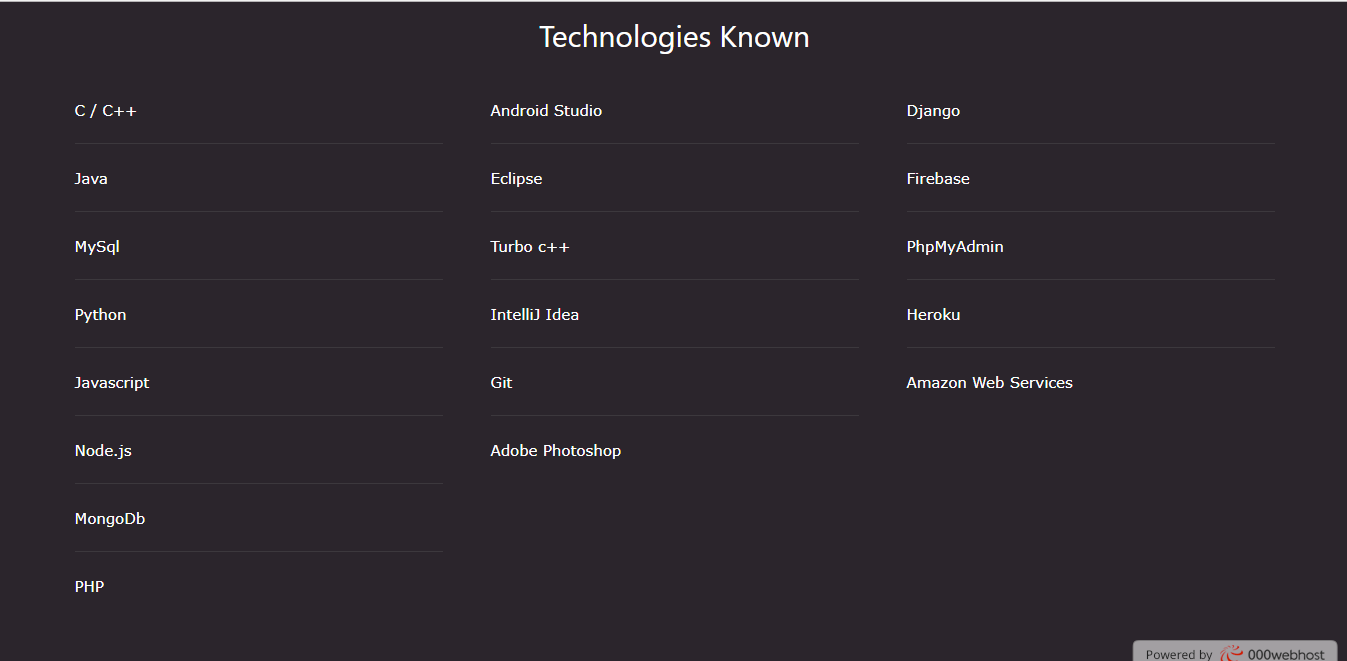 Technologies Known
C / C++
Java
MySql
Python
Javascript
Node.js
MongoDb
PHP
Android Studio
Eclipse
Turbo c++
IntelliJ Idea
Git
Adobe Photoshop
Django
Firebase
PhpMyAdmin
Heroku
Amazon Web Services
Powered by 000webhost